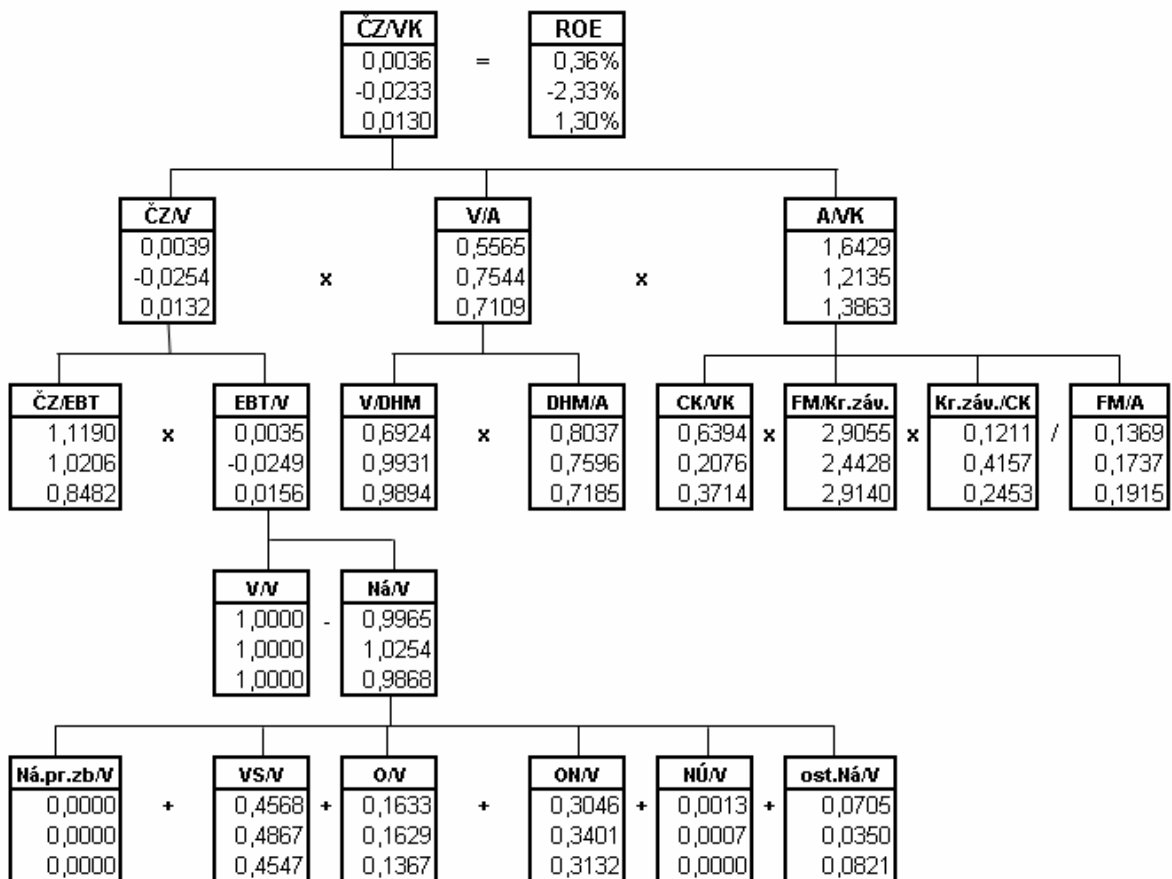 ČZ/VK ROE
0,0036 = 0,36%
-0,0233 -2,33%
0,0130 1,30%
ČZ/V V/A A/VK
0,0039 0,5565 1,6429
-0,0254 x 0,7544 x 1,2135
0,0132 0,7109 1,3863
ČZ/EBT EBT/V V/DHM DHM/A CK/VK FM/Kr.záv. Kr.záv./CK FM/A
1,1190 x 0,0035 0,6924 x 0,8037 0,6394 x 2,9055 x 0,1211 / 0,1369
1,0206 -0,0249 0,9931 0,7596 0,2076 2,4428 0,4157 0,1737
0,8482 0,0156 0,9894 0,7185 0,3714 2,9140 0,2453 0,1915
V/V Ná/V
1,0000 - 0,9965
1,0000 1,0254
1,0000 0,9868
Ná.pr.zb/V VS/V O/V ON/V NÚ/V ost.Ná/V
0,0000 + 0,4568 + 0,1633 + 0,3046 + 0,0013 + 0,0705
0,0000 0,4867 0,1629 0,3401 0,0007 0,0350
0,0000 0,4547 0,1367 0,3132 0,0000 0,0821